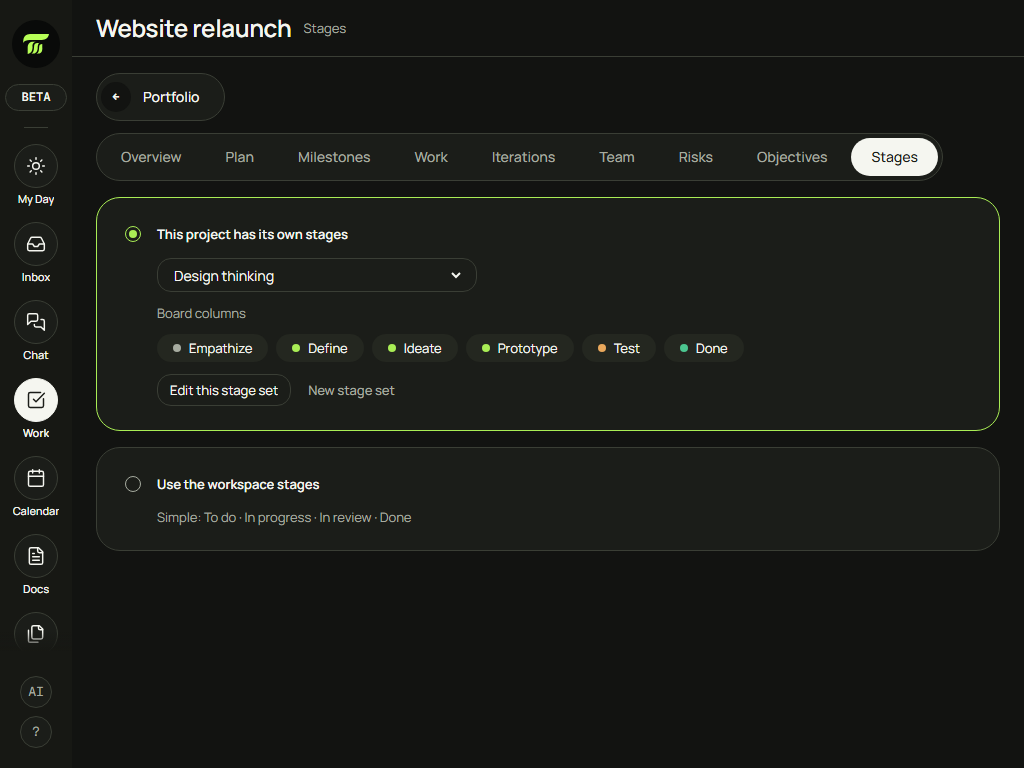 Website relaunch Stages
BETA
Portfolio
Overview Plan Milestones Work Iterations Team Risks Objectives Stages
My Day
Inbox
Chat
Work
Calendar
Docs
AI
?
This project has its own stages
Design thinking
Board columns
Empathize Define Ideate Prototype Test Done
Edit this stage set New stage set
Use the workspace stages
Simple: To do · In progress · In review · Done